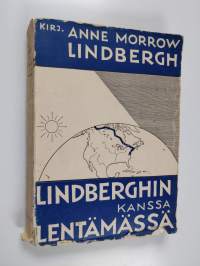 KIRJ. ANNE MORROW
LINDBERGH
LINDBERGHIN
KANSSA
LENTÄMÄSSÄ